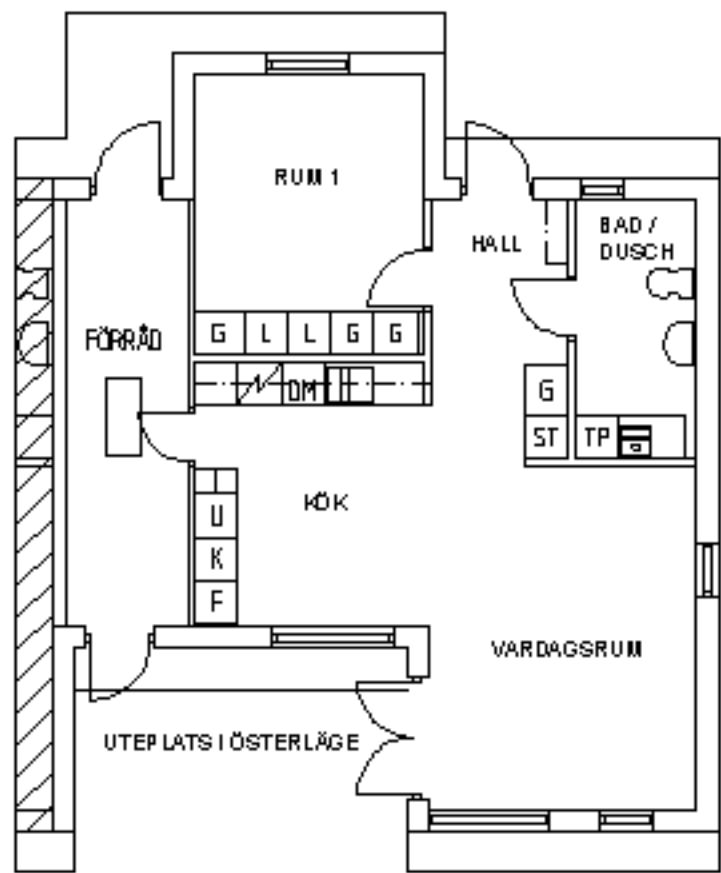 RUM 1
BAD /
DUSCH
HALL
FÖRRÅD
G L L G G
DM
G
ST TP
KÖK
U
K
F
VARDAGSRUM
UTEPLATS I ÖSTERLÄGE